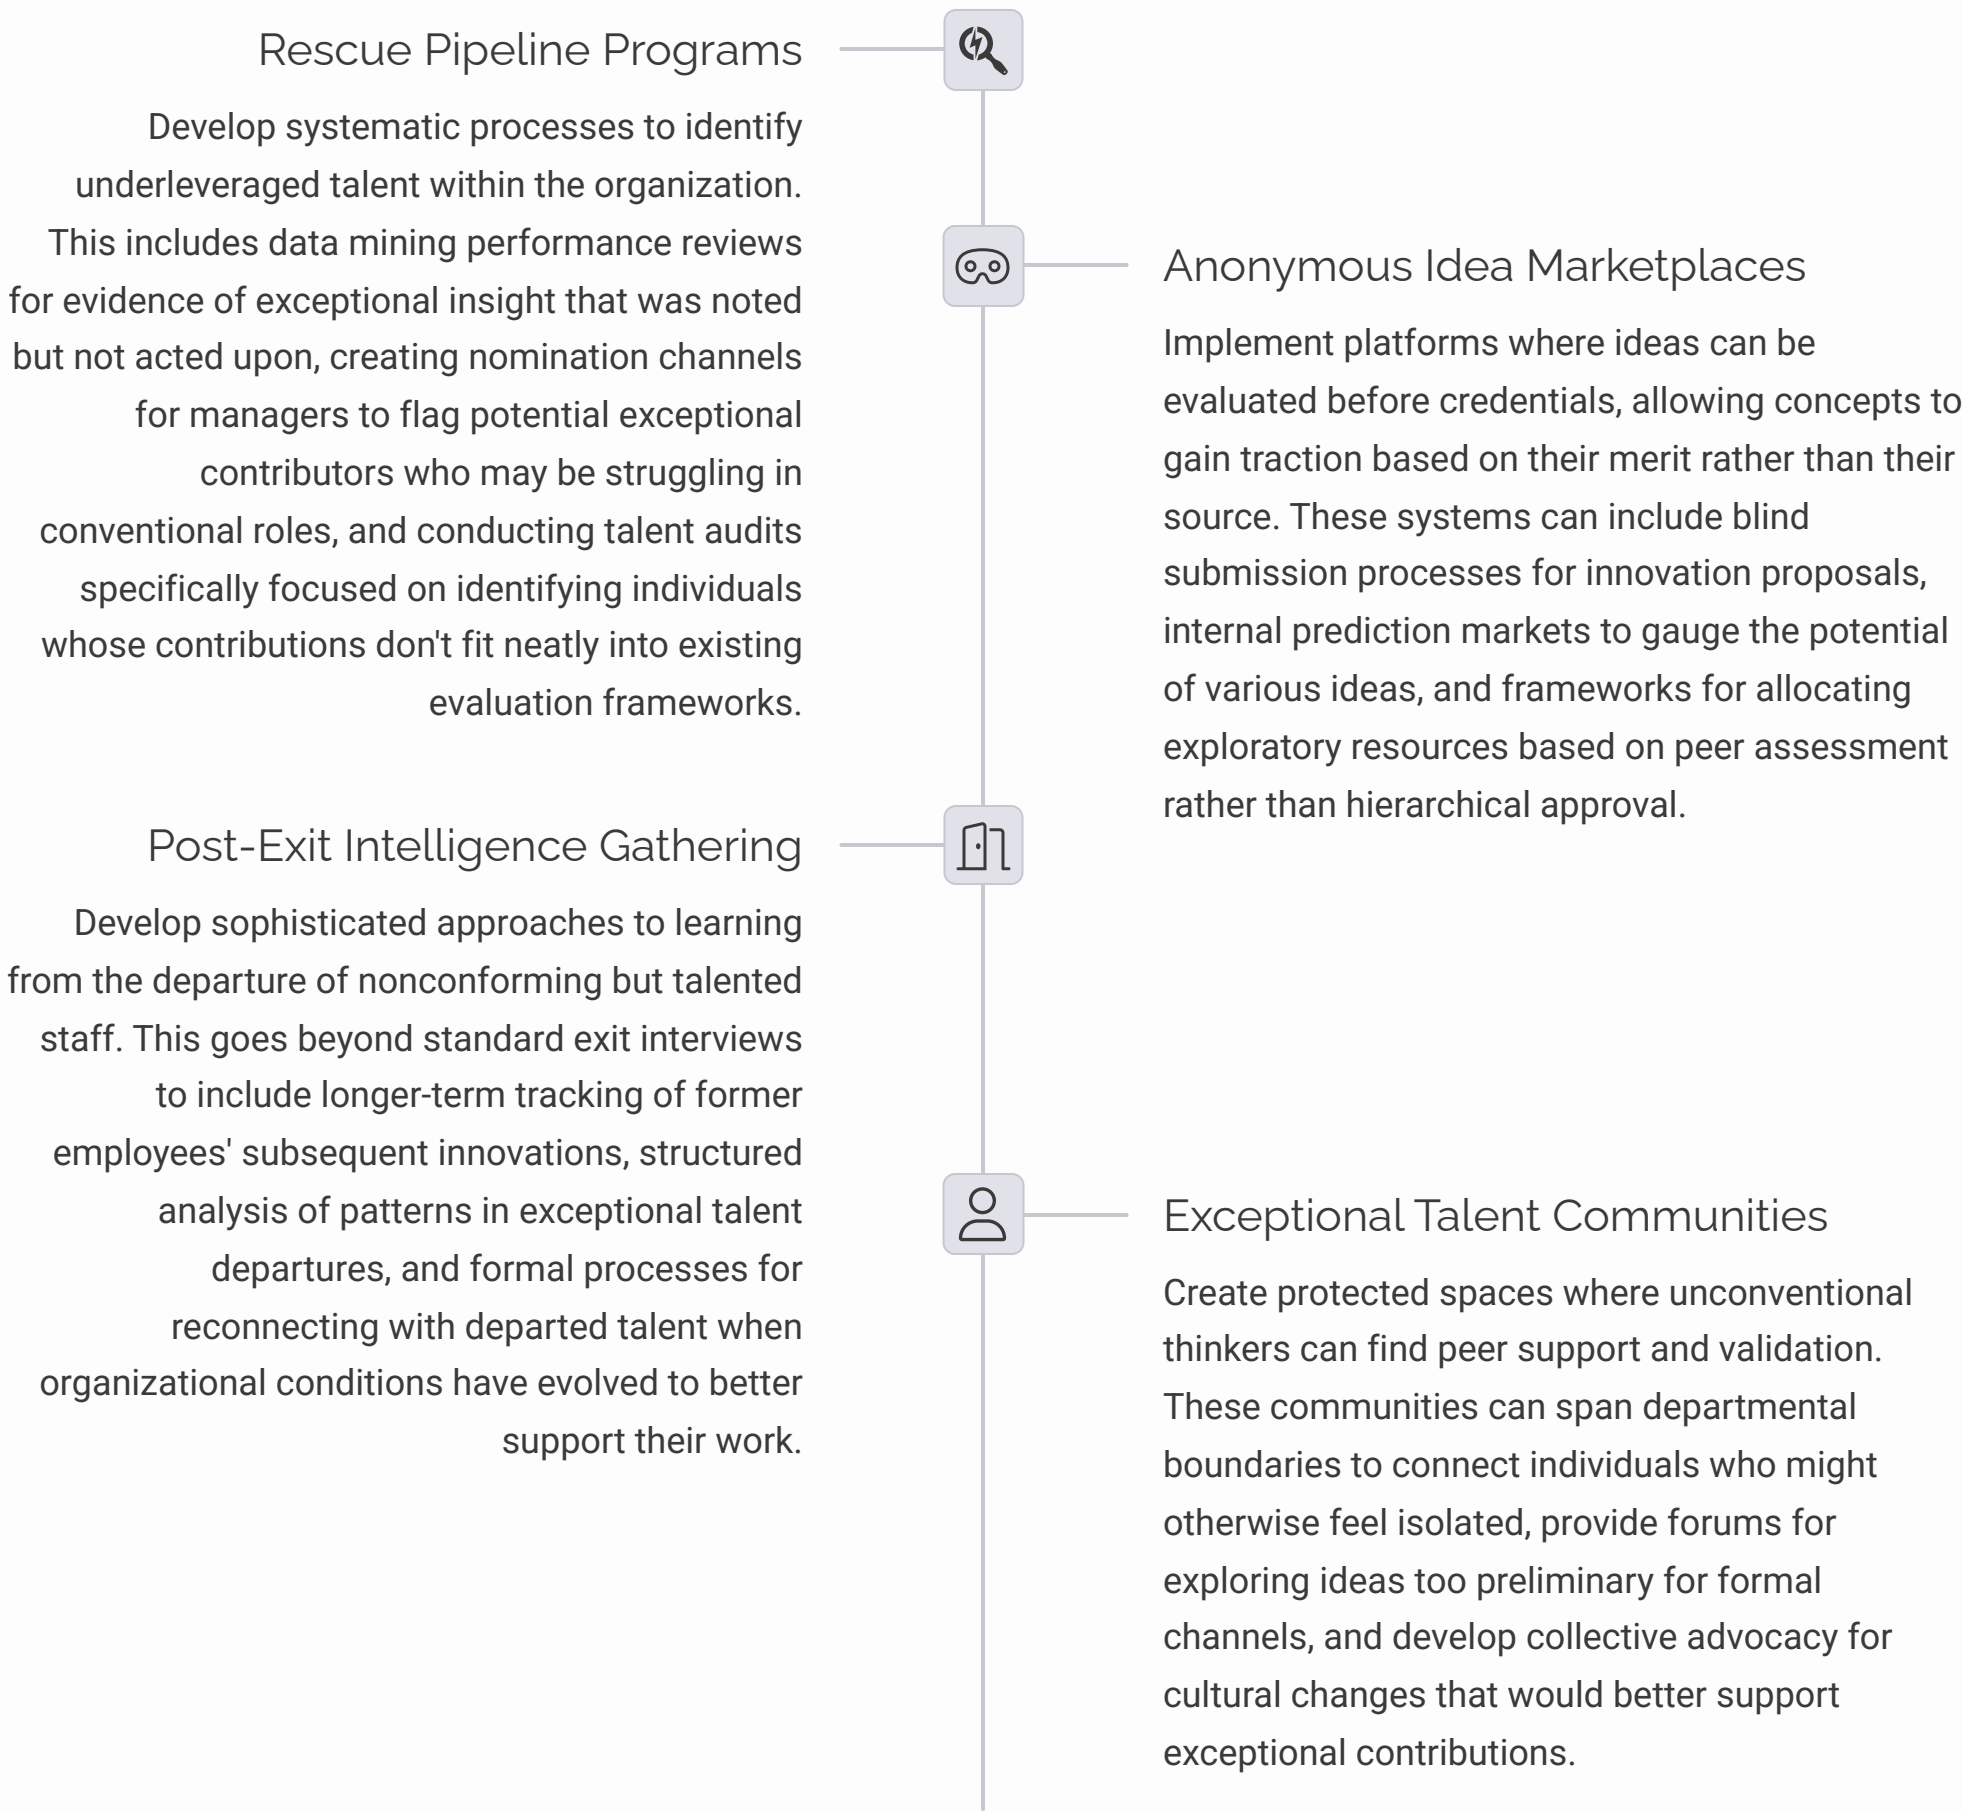 Rescue Pipeline Programs
Develop systematic processes to identify
underleveraged talent within the organization.
This includes data mining performance reviews
for evidence of exceptional insight that was noted
but not acted upon, creating nomination channels
for managers to flag potential exceptional
contributors who may be struggling in
conventional roles, and conducting talent audits
specifically focused on identifying individuals
whose contributions don't fit neatly into existing
evaluation frameworks.
Anonymous Idea Marketplaces
Implement platforms where ideas can be
evaluated before credentials, allowing concepts to
gain traction based on their merit rather than their
source. These systems can include blind
submission processes for innovation proposals,
internal prediction markets to gauge the potential
of various ideas, and frameworks for allocating
exploratory resources based on peer assessment
rather than hierarchical approval.
Post-Exit Intelligence Gathering
Develop sophisticated approaches to learning
from the departure of nonconforming but talented
staff. This goes beyond standard exit interviews
to include longer-term tracking of former
employees' subsequent innovations, structured
analysis of patterns in exceptional talent
departures, and formal processes for
reconnecting with departed talent when
organizational conditions have evolved to better
support their work.
Exceptional Talent Communities
Create protected spaces where unconventional
thinkers can find peer support and validation.
These communities can span departmental
boundaries to connect individuals who might
otherwise feel isolated, provide forums for
exploring ideas too preliminary for formal
channels, and develop collective advocacy for
cultural changes that would better support
exceptional contributions.